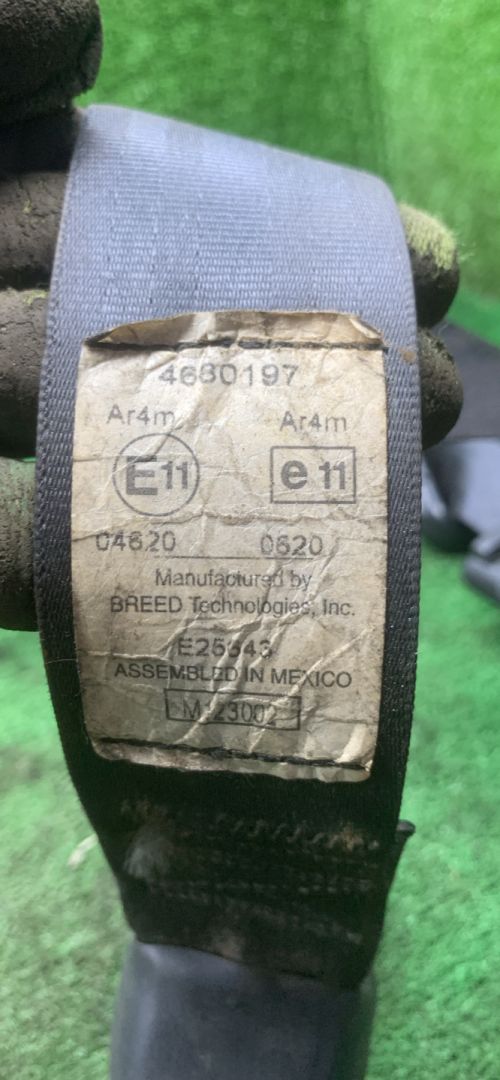 4680197
Ar4m Ar4m
E11 e11
04620 0620
Manufactured by
BREED Technologies, Inc.
E25343
ASSEMBLED IN MEXICO
M123002